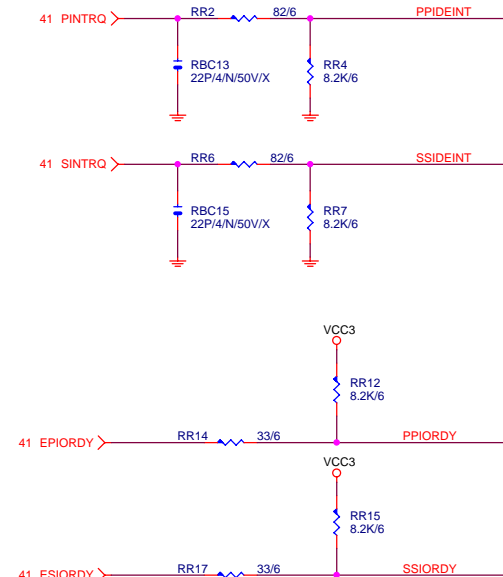 41 PINTRQ RR2 82/6 PPIDEINT
RBC13 RR4
22P/4/N/50V/X 8.2K/6
41 SINTRQ RR6 82/6 SSIDEINT
RBC15 RR7
22P/4/N/50V/X 8.2K/6
VCC3
RR12
8.2K/6
41 EPIORDY RR14 33/6 PPIORDY
VCC3
RR15
8.2K/6
41 ESIORDY RR17 33/6 SSIORDY